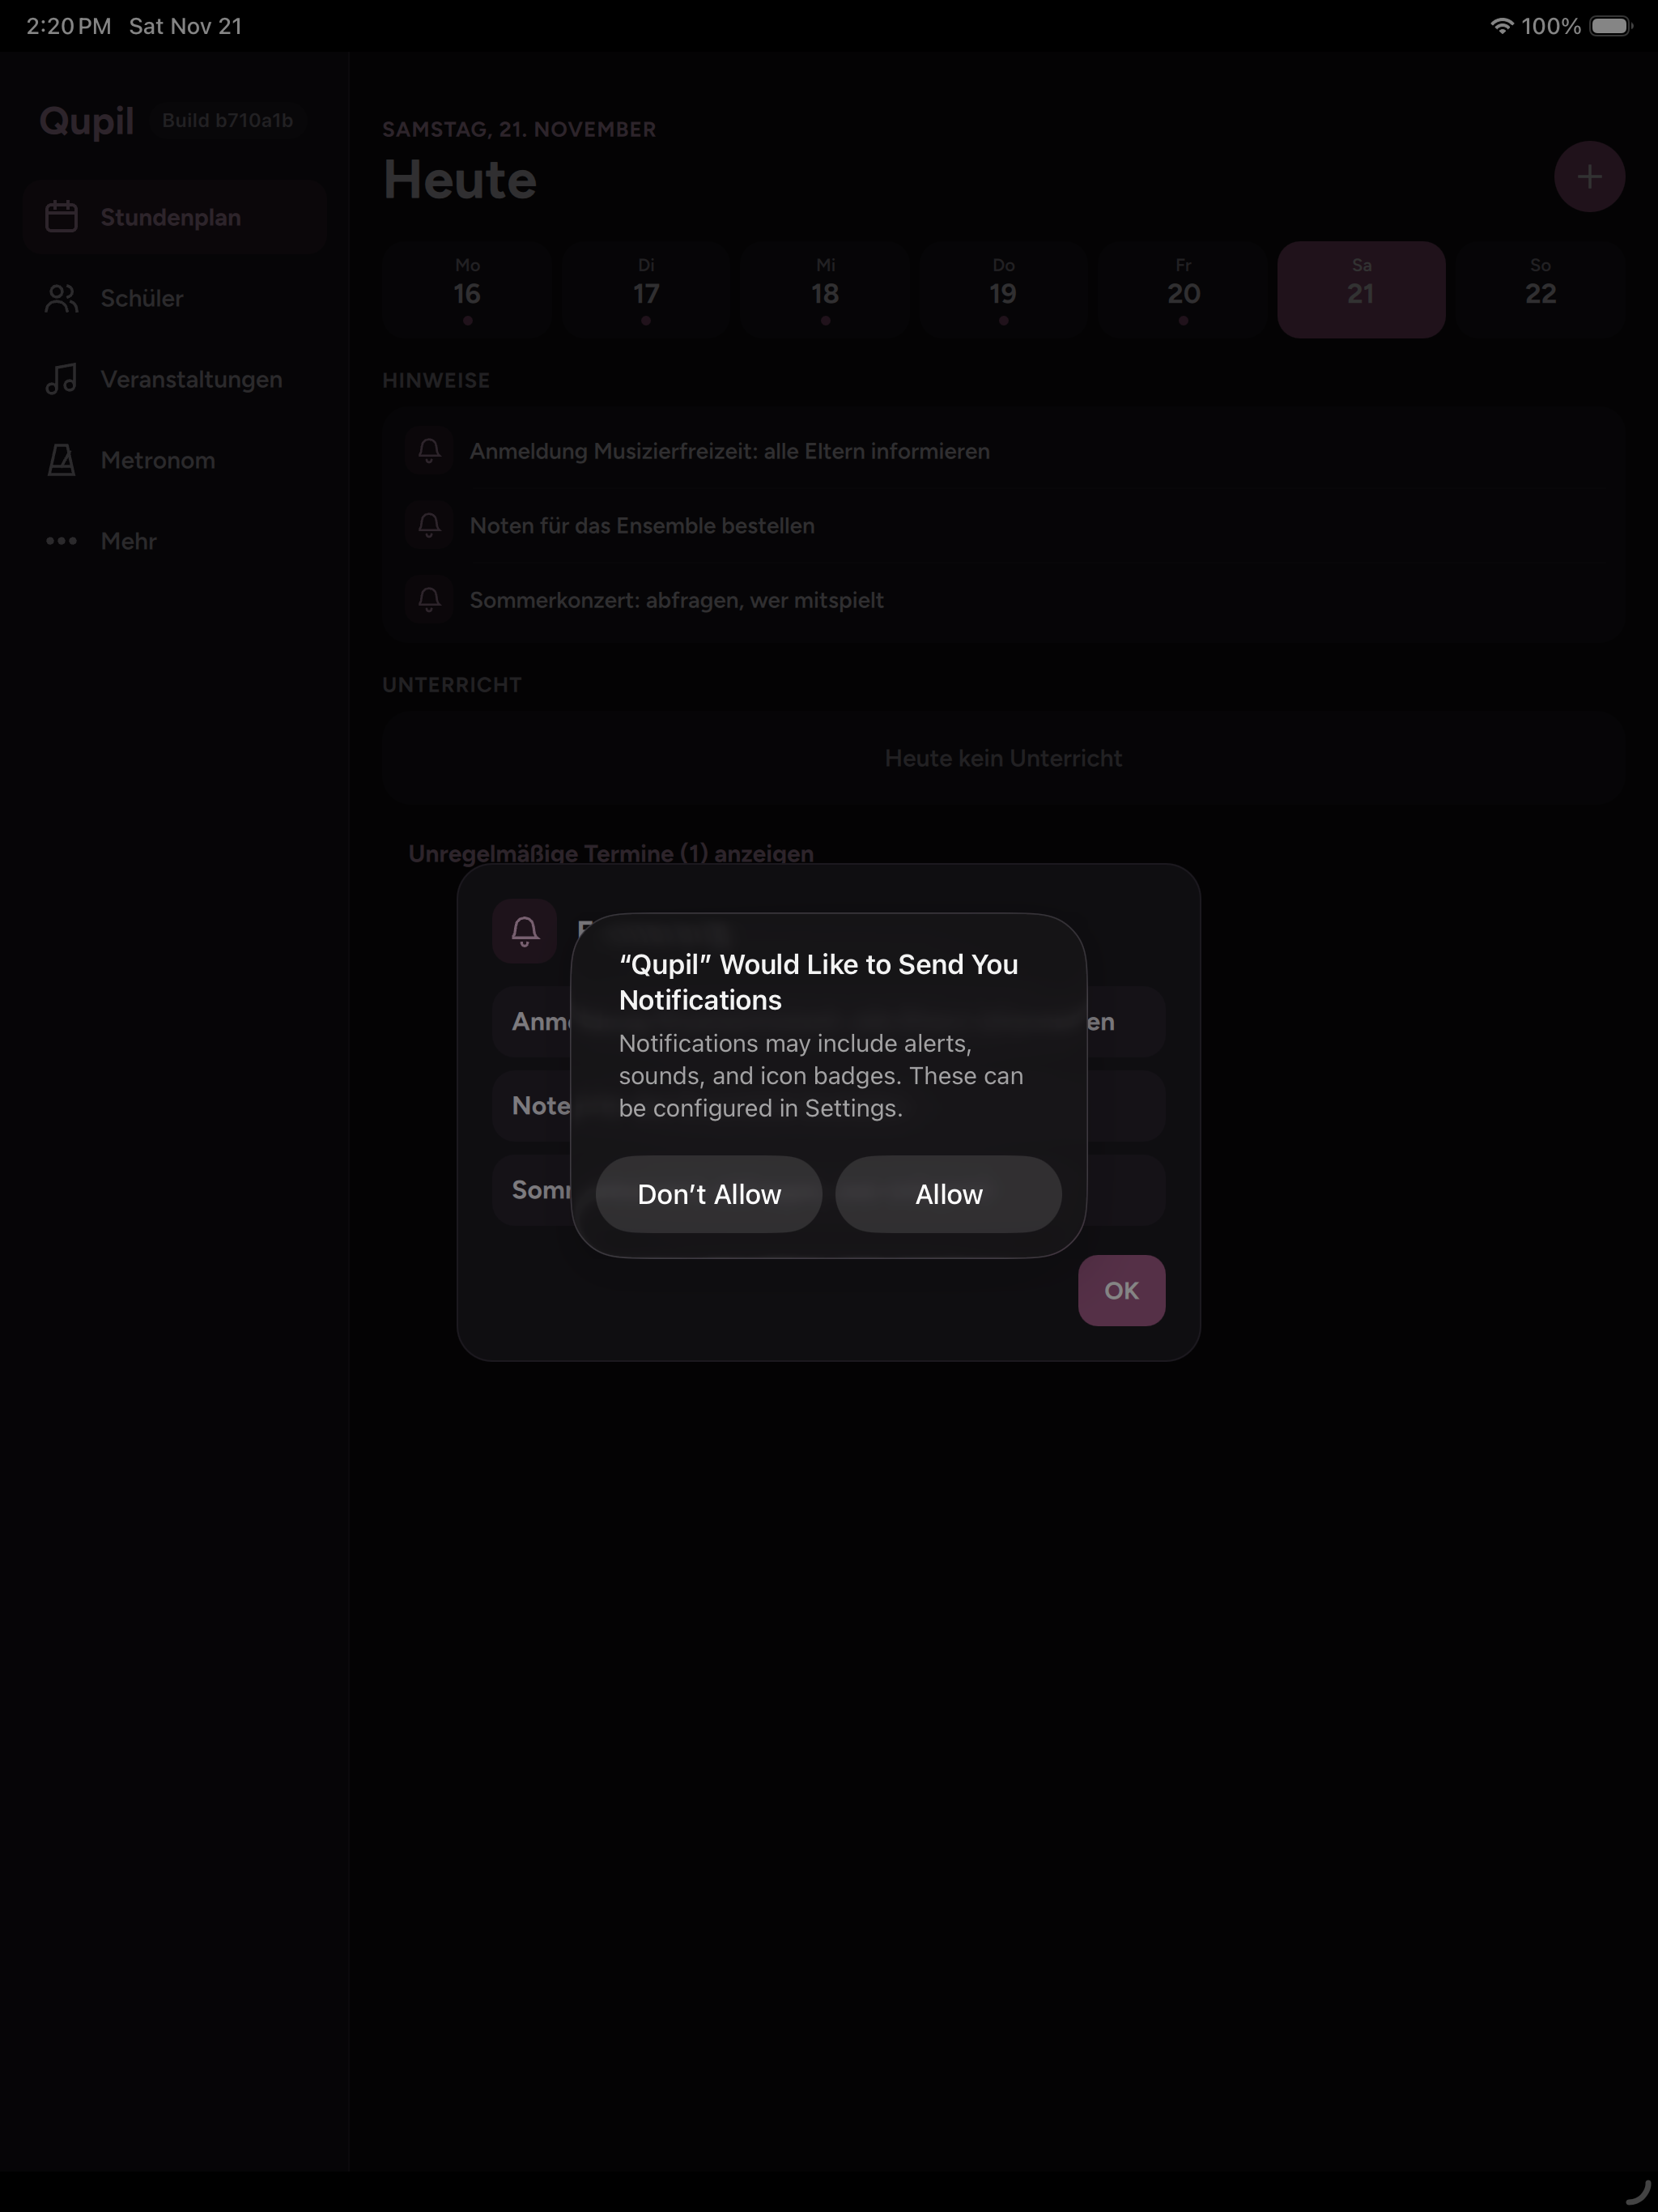 2:20 PM Sat Nov 21
100%
Qupil Build b710a1b
Stundenplan
Schüler
Veranstaltungen
Metronom
Mehr
SAMSTAG, 21. NOVEMBER
Heute
Mo Di Mi Do Fr Sa So
16 17 18 19 20 21 22
HINWEISE
Anmeldung Musizierfreizeit: alle Eltern informieren
Noten für das Ensemble bestellen
Sommerkonzert: abfragen, wer mitspielt
UNTERRICHT
Heute kein Unterricht
Unregelmäßige Termine (1) anzeigen
“Qupil” Would Like to Send You
Notifications
Notifications may include alerts,
sounds, and icon badges. These can
be configured in Settings.
Don’t Allow Allow
OK